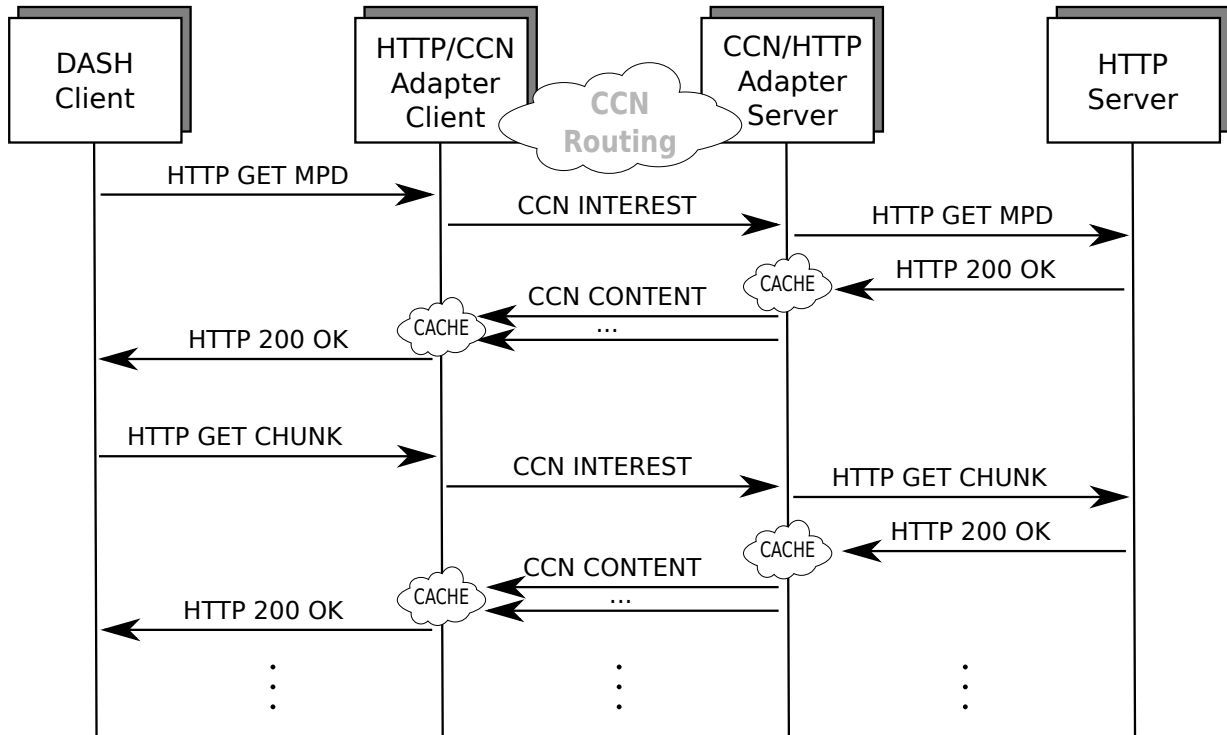 DASH
Client
HTTP/CCN
Adapter
Client
CCN
Routing
CCN/HTTP
Adapter
Server
HTTP
Server
HTTP GET MPD
CCN INTEREST
HTTP GET MPD
HTTP 200 OK
CACHE
CCN CONTENT
...
CACHE
HTTP 200 OK
HTTP GET CHUNK
CCN INTEREST
HTTP GET CHUNK
HTTP 200 OK
CACHE
CCN CONTENT
...
CACHE
HTTP 200 OK